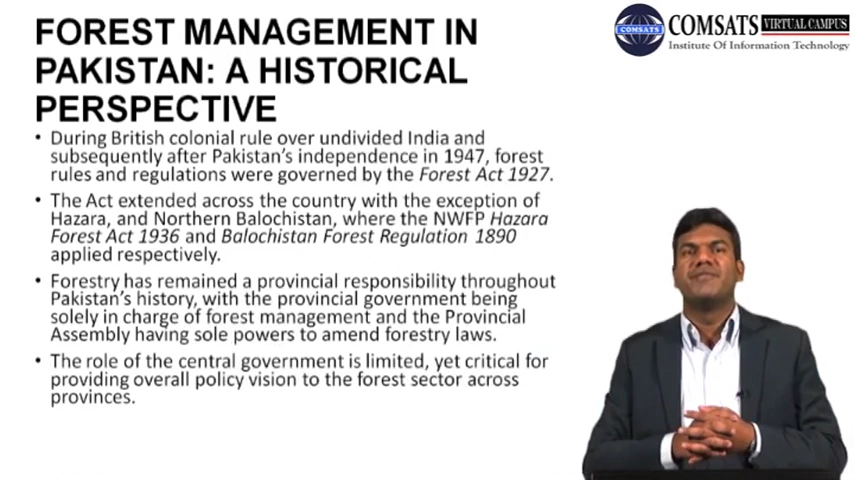 FOREST MANAGEMENT IN
PAKISTAN: A HISTORICAL
PERSPECTIVE
COMSATS
COMSATS VIRTUAL CAMPUS
Institute Of Information Technology
• During British colonial rule over undivided India and
subsequently after Pakistan's independence in 1947, forest
rules and regulations were governed by the Forest Act 1927.
• The Act extended across the country with the exception of
Hazara, and Northern Balochistan, where the NWFP Hazara
Forest Act 1936 and Balochistan Forest Regulation 1890
applied respectively.
• Forestry has remained a provincial responsibility throughout
Pakistan's history, with the provincial government being
solely in charge of forest management and the Provincial
Assembly having sole powers to amend forestry laws.
• The role of the central government is limited, yet critical for
providing overall policy vision to the forest sector across
provinces.